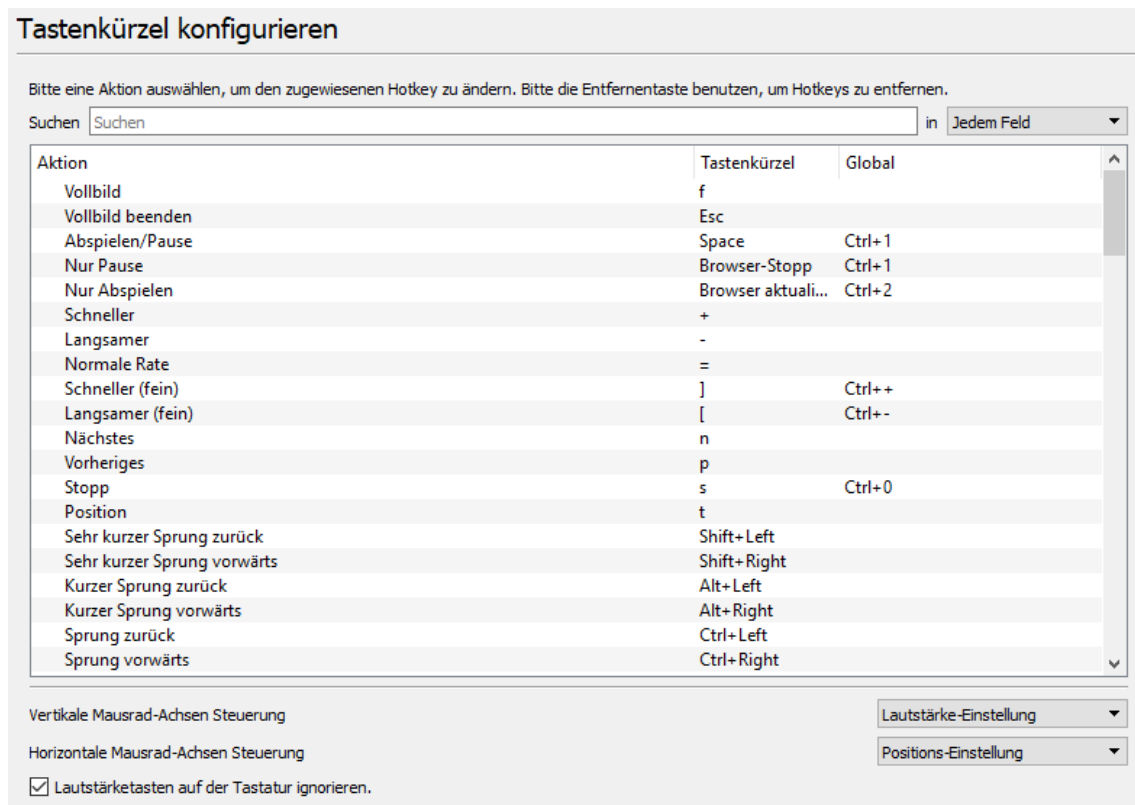 Tastenkürzel konfigurieren
Bitte eine Aktion auswählen, um den zugewiesenen Hotkey zu ändern. Bitte die Entfernentaste benutzen, um Hotkeys zu entfernen.
Suchen Suchen in Jedem Feld
Aktion Tastenkürzel Global
Vollbild f
Vollbild beenden Esc
Abspielen/Pause Space Ctrl+1
Nur Pause Browser-Stopp Ctrl+1
Nur Abspielen Browser aktuali... Ctrl+2
Schneller +
Langsamer -
Normale Rate =
Schneller (fein) ] Ctrl++
Langsamer (fein) [ Ctrl+-
Nächstes n
Vorheriges p
Stopp s Ctrl+0
Position t
Sehr kurzer Sprung zurück Shift+Left
Sehr kurzer Sprung vorwärts Shift+Right
Kurzer Sprung zurück Alt+Left
Kurzer Sprung vorwärts Alt+Right
Sprung zurück Ctrl+Left
Sprung vorwärts Ctrl+Right
Vertikale Mausrad-Achsen Steuerung Lautstärke-Einstellung
Horizontale Mausrad-Achsen Steuerung Positions-Einstellung
Lautstärketasten auf der Tastatur ignorieren.